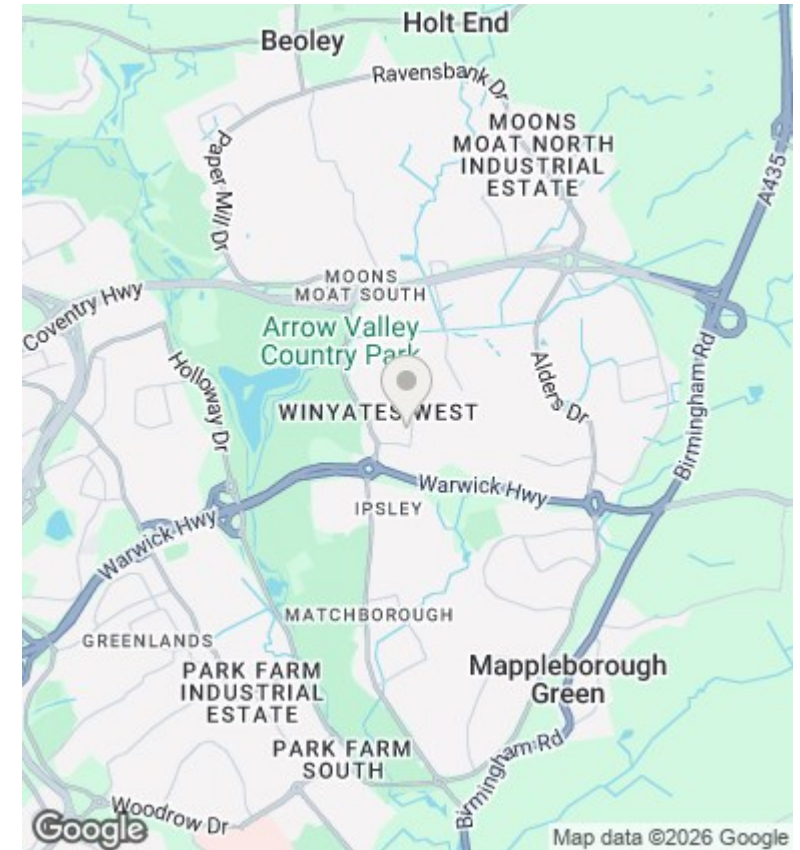 Holt End
Beoley
Ravensbank Dr
MOONS
MOAT NORTH
INDUSTRIAL
ESTATE
Paper Mill Dr
A435
MOONS
MOAT SOUTH
Coventry Hwy
Arrow Valley
Country Park
Holloway Dr
Alders Dr
WINYATES WEST
Birmingham Rd
Warwick Hwy
IPSLEY
Warwick Hwy
MATCHBOROUGH
GREENLANDS
PARK FARM
INDUSTRIAL
ESTATE
Mappleborough
Green
PARK FARM
SOUTH
Birmingham Rd
Woodrow Dr
Google
Map data ©2026 Google